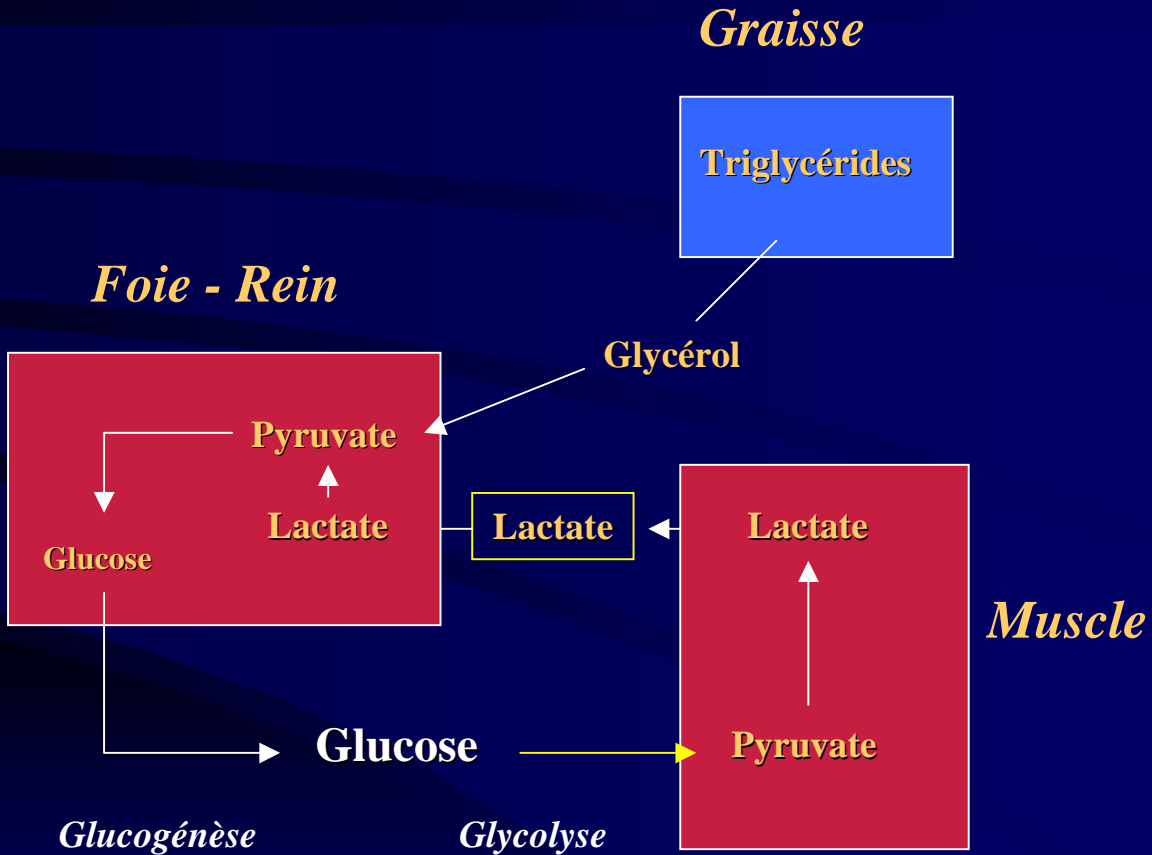 Graisse
Triglycérides
Foie - Rein
Glycérol
Pyruvate
Lactate
Lactate
Lactate
Glucose
Muscle
Glucose
Pyruvate
Glucogénèse
Glycolyse